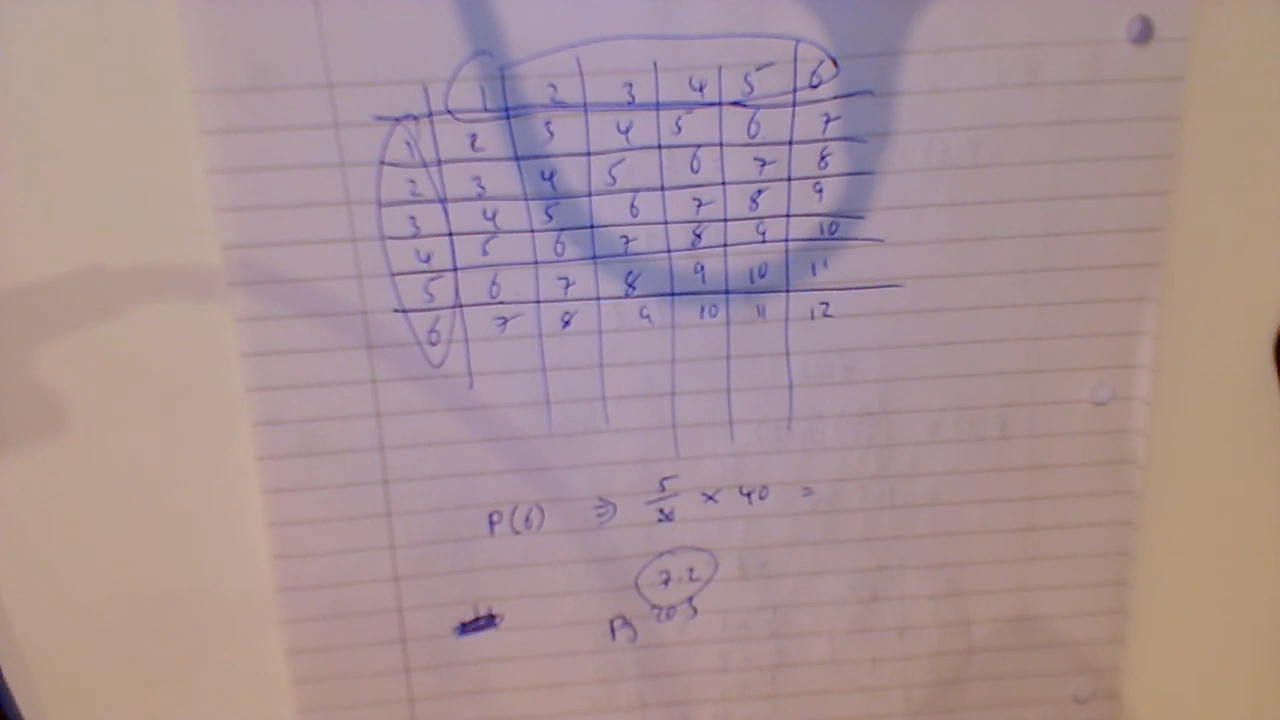 1 2 3 4 5 6
1 2 3 4 5 6 7
2 3 4 5 6 7 8
3 4 5 6 7 8 9
4 5 6 7 8 9 10
5 6 7 8 9 10 11
6 7 8 9 10 11 12
P(6) ⇒ 5/x × 40 =
7.2